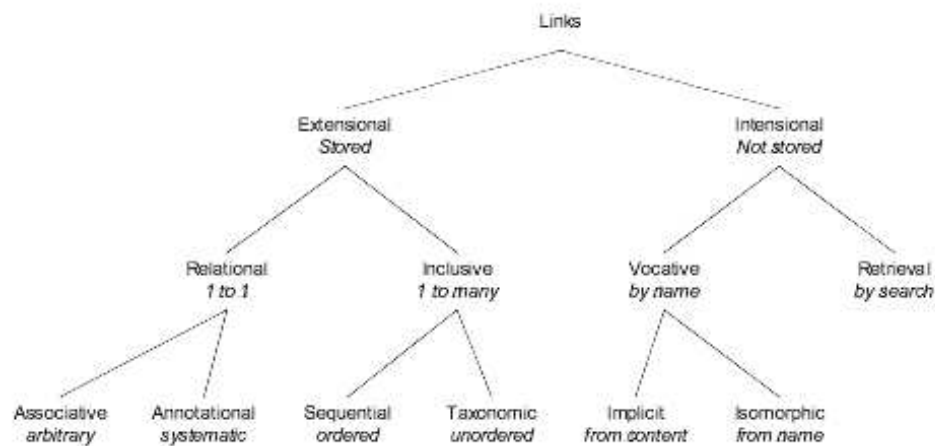 Links
Extensional Intensional
Stored Not stored
Relational Inclusive Vocative Retrieval
1 to 1 1 to many by name by search
Associative Annotational Sequential Taxonomic Implicit Isomorphic
arbitrary systematic ordered unordered from content from name